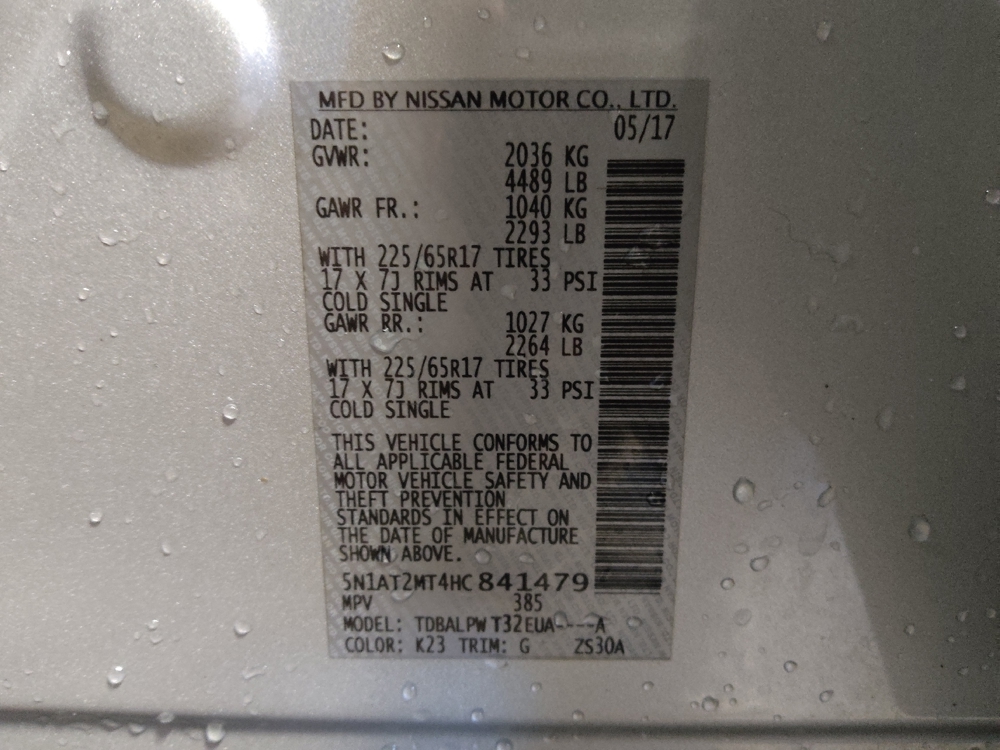 MFD BY NISSAN MOTOR CO., LTD.
DATE: 05/17
GVWR: 2036 KG
4489 LB
GAWR FR.: 1040 KG
2293 LB
WITH 225/65R17 TIRES
17 X 7J RIMS AT 33 PSI
COLD SINGLE
GAWR RR.: 1027 KG
2264 LB
WITH 225/65R17 TIRES
17 X 7J RIMS AT 33 PSI
COLD SINGLE
THIS VEHICLE CONFORMS TO
ALL APPLICABLE FEDERAL
MOTOR VEHICLE SAFETY AND
THEFT PREVENTION
STANDARDS IN EFFECT ON
THE DATE OF MANUFACTURE
SHOWN ABOVE.
5N1AT2MT4HC841479
MPV 385
MODEL: TDBALPW T32EUA----A
COLOR: K23 TRIM: G ZS30A